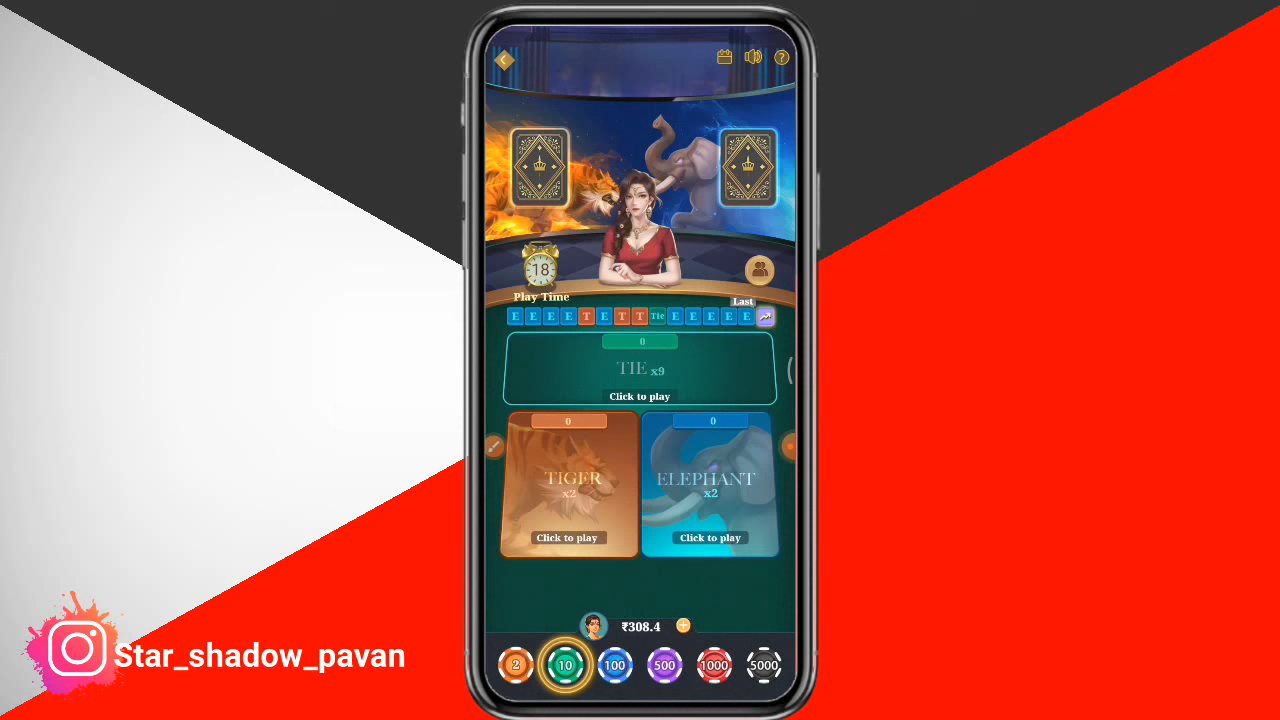 ?
18
Play Time
Last
E E E E T E T T Tie E E E E E
0
TIE x9
Click to play
0
0
TIGER
x2
ELEPHANT
x2
Click to play
Click to play
₹308.4 +
2 10 100 500 1000 5000
Star_shadow_pavan